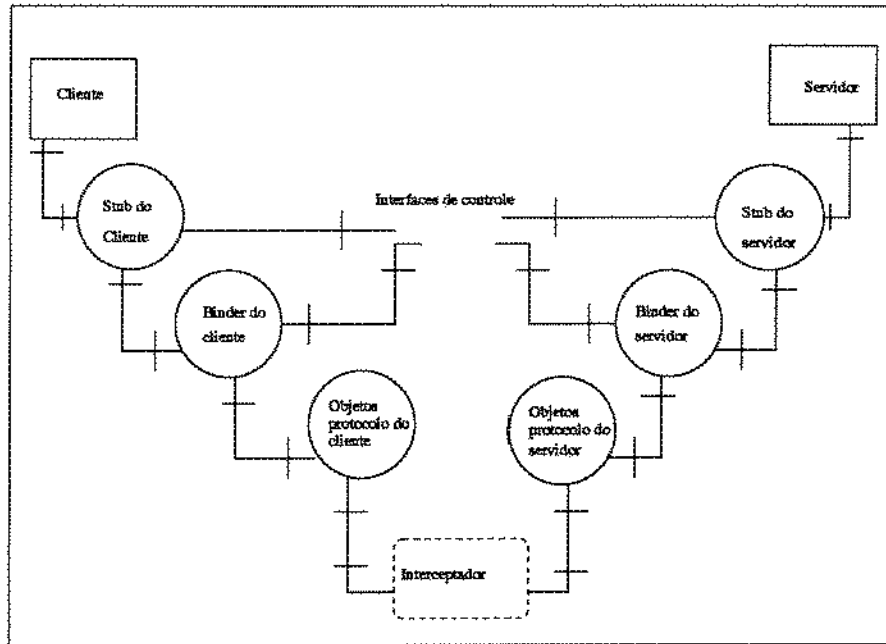 Cliente
Servidor
Stub do
Cliente
Interfaces de controle
Stub do
servidor
Binder do
cliente
Binder do
servidor
Objetos
protocolo do
cliente
Objetos
protocolo do
servidor
Interceptador